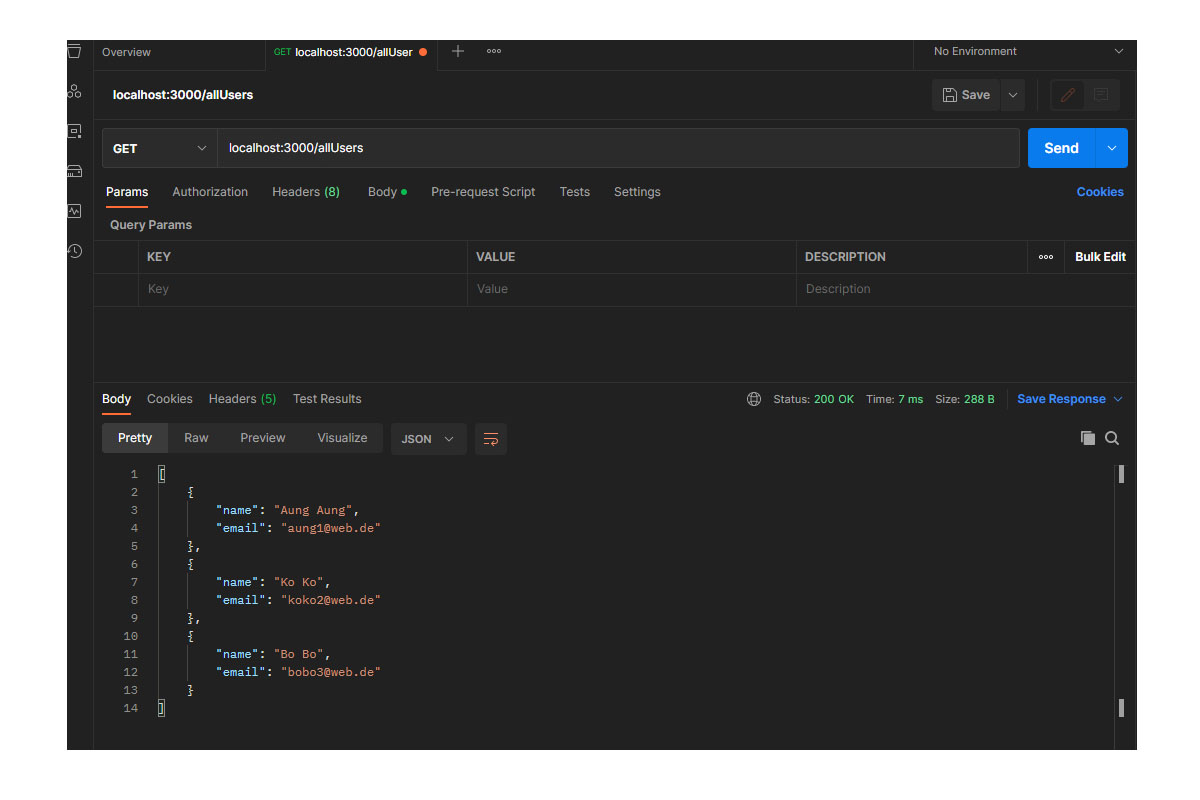 Overview GET localhost:3000/allUser No Environment
localhost:3000/allUsers Save
GET localhost:3000/allUsers Send
Params Authorization Headers (8) Body Pre-request Script Tests Settings Cookies
Query Params
KEY VALUE DESCRIPTION Bulk Edit
Key Value Description
Body Cookies Headers (5) Test Results Status: 200 OK Time: 7 ms Size: 288 B Save Response
Pretty Raw Preview Visualize JSON
1 [
2 {
3 "name": "Aung Aung",
4 "email": "aung1@web.de"
5 },
6 {
7 "name": "Ko Ko",
8 "email": "koko2@web.de"
9 },
10 {
11 "name": "Bo Bo",
12 "email": "bobo3@web.de"
13 }
14 ]